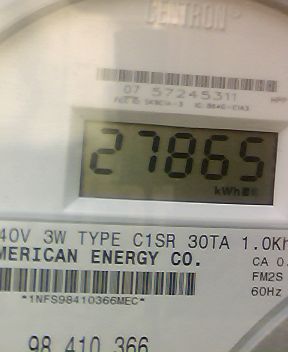 CENTRON®
07 57245311
27865
kWh
40V 3W TYPE C1SR 30TA 1.0Kh
MERICAN ENERGY CO.
CA 0.
*1NFS98410366MEC*
FM2S
60Hz
98 410 366